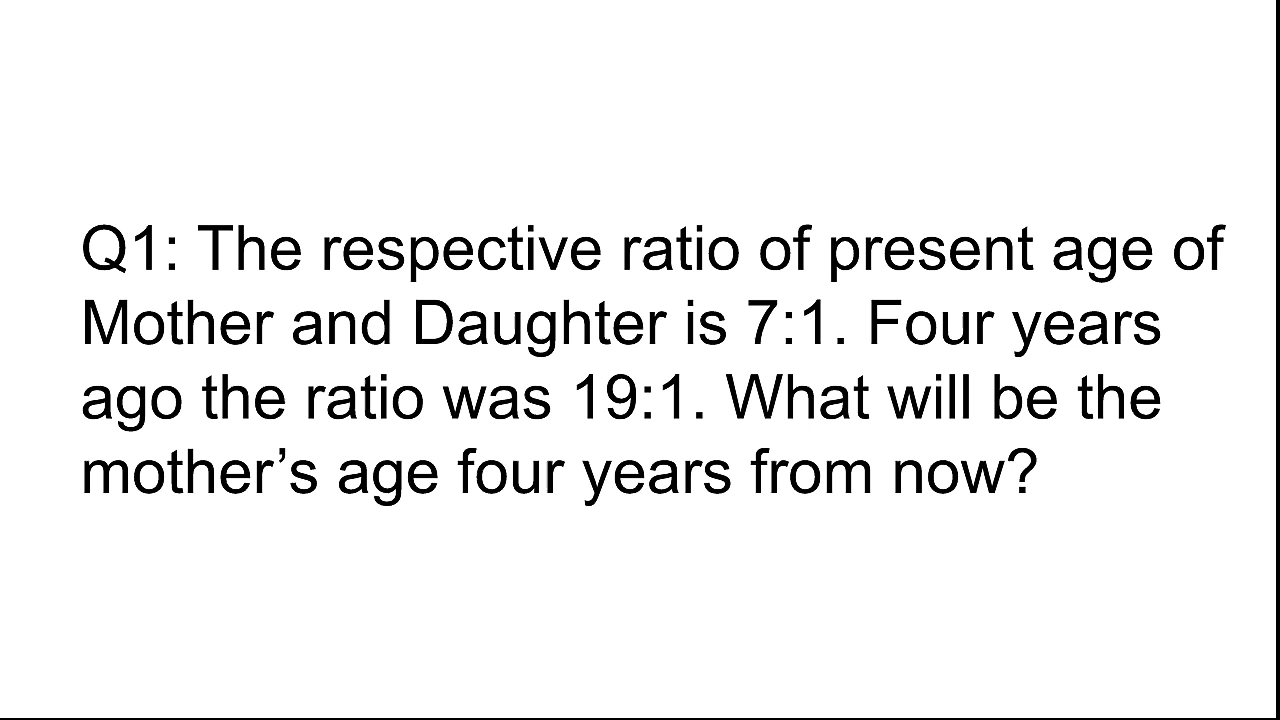 Q1: The respective ratio of present age of
Mother and Daughter is 7:1. Four years
ago the ratio was 19:1. What will be the
mother’s age four years from now?